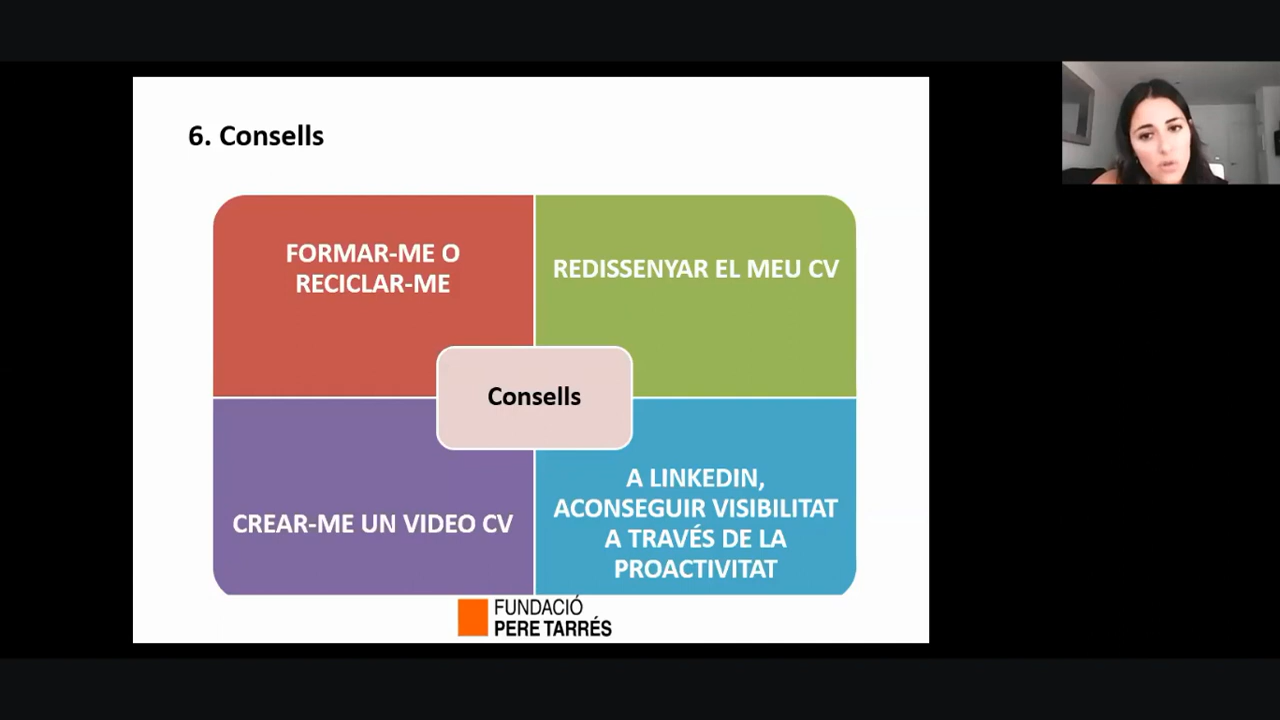 6. Consells
FORMAR-ME O
RECICLAR-ME
REDISSENYAR EL MEU CV
Consells
CREAR-ME UN VIDEO CV
A LINKEDIN,
ACONSEGUIR VISIBILITAT
A TRAVÉS DE LA
PROACTIVITAT
FUNDACIÓ
PERE TARRÉS